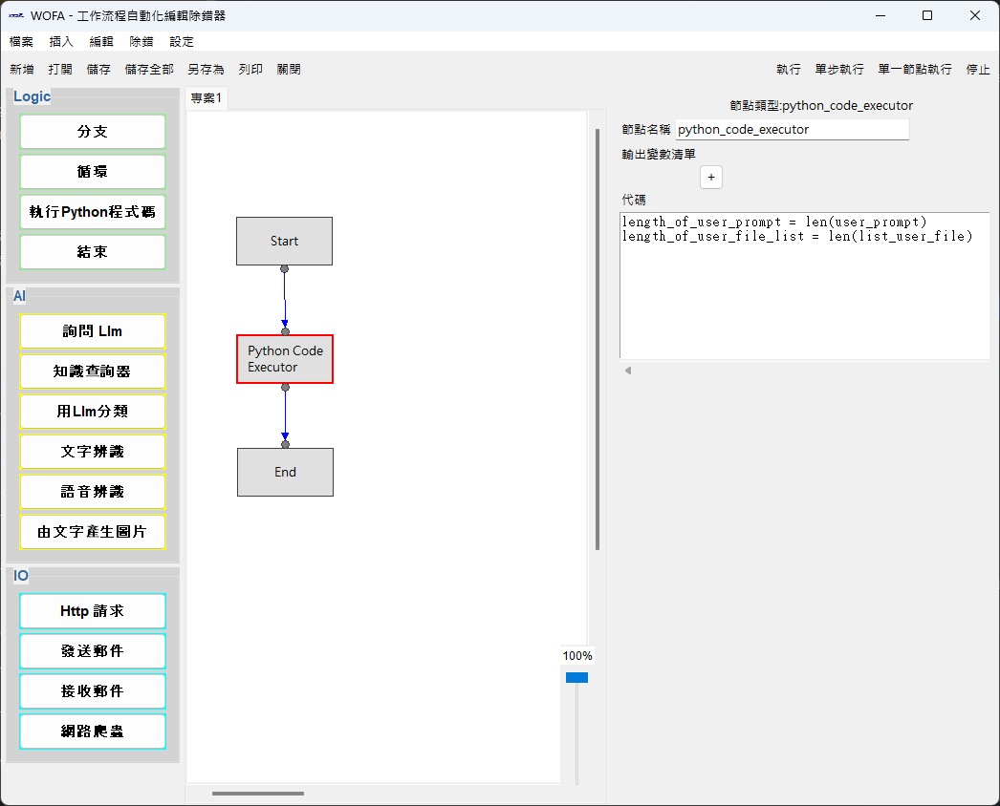 WOFA - 工作流程自動化編輯除錯器
檔案 插入 編輯 除錯 設定
新增 打開 儲存 儲存全部 另存為 列印 關閉 執行 單步執行 單一節點執行 停止
Logic
分支
循環
執行Python程式碼
結束
AI
詢問 Llm
知識查詢器
用Llm分類
文字辨識
語音辨識
由文字產生圖片
IO
Http 請求
發送郵件
接收郵件
網路爬蟲
專案1
Start
Python Code
Executor
End
100%
節點類型:python_code_executor
節點名稱 python_code_executor
輸出變數清單
+
代碼
length_of_user_prompt = len(user_prompt)
length_of_user_file_list = len(list_user_file)